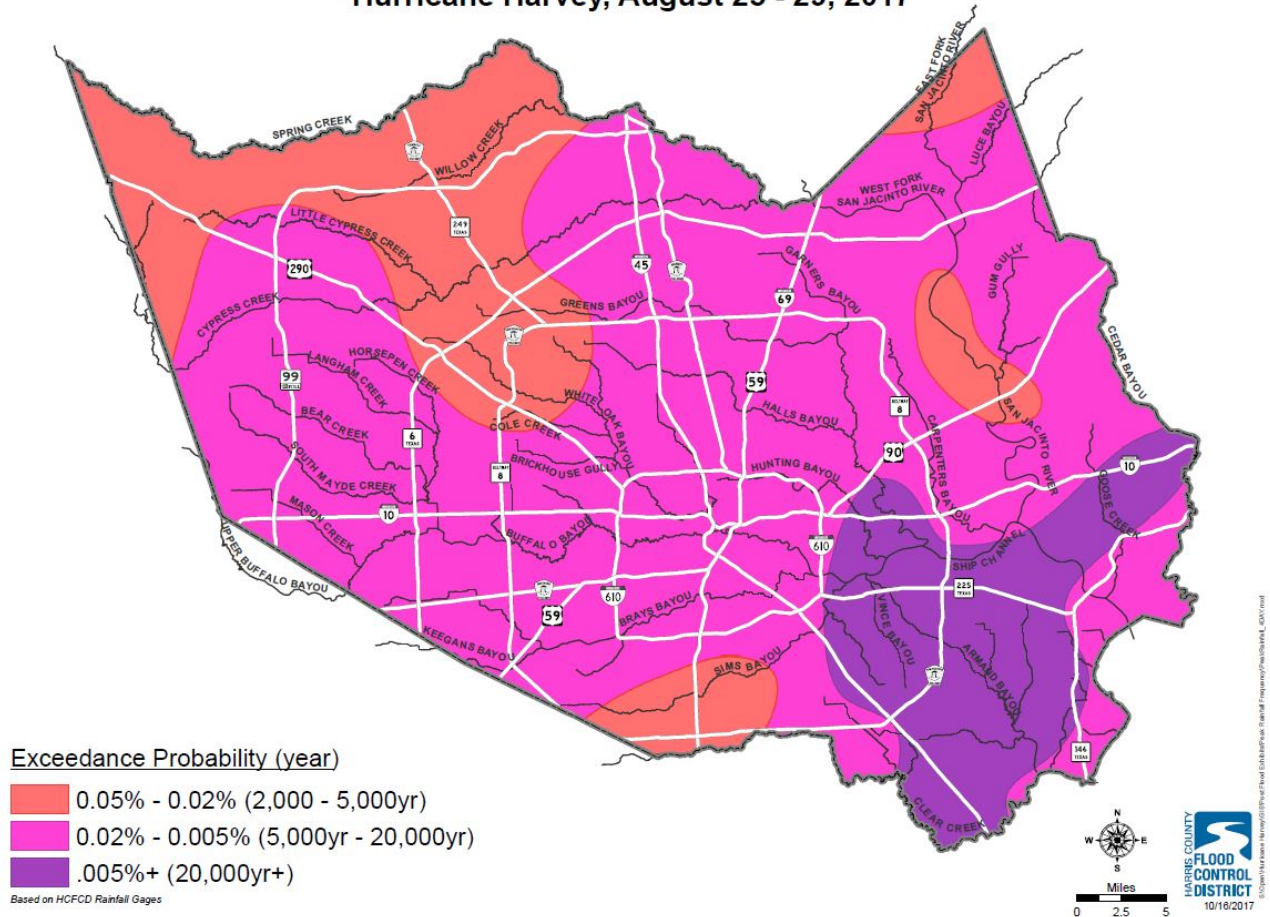 Hurricane Harvey, August 25 - 29, 2017
EAST FORK
SAN JACINTO RIVER
SPRING CREEK
LUCE BAYOU
WILLOW CREEK
WEST FORK
SAN JACINTO RIVER
LITTLE CYPRESS CREEK
249
TEXAS
290
45
GARNERS BAYOU
GUM GULLY
69
CYPRESS CREEK
GREENS BAYOU
CEDAR BAYOU
HORSEPEN CREEK
LANGHAM CREEK
99
59
WHITE OAK BAYOU
HALLS BAYOU
BELTWAY
8
BEAR CREEK
6
TEXAS
COLE CREEK
CARPENTERS BAYOU
SAN JACINTO RIVER
90
SOUTH MAYDE CREEK
BRICKHOUSE GULLY
BELTWAY
8
HUNTING BAYOU
10
GOOSE CREEK
MASON CREEK
10
BUFFALO BAYOU
610
SHIP CHANNEL
UPPER BUFFALO BAYOU
225
TEXAS
59
610
BRAYS BAYOU
VINCE BAYOU
KEEGANS BAYOU
SIMS BAYOU
ARMAND BAYOU
146
TEXAS
CLEAR CREEK
Exceedance Probability (year)
0.05% - 0.02% (2,000 - 5,000yr)
0.02% - 0.005% (5,000yr - 20,000yr)
.005%+ (20,000yr+)
Based on HCFCD Rainfall Gages
N
W
E
S
Miles
0 2.5 5
HARRIS COUNTY
FLOOD
CONTROL
DISTRICT
10/16/2017